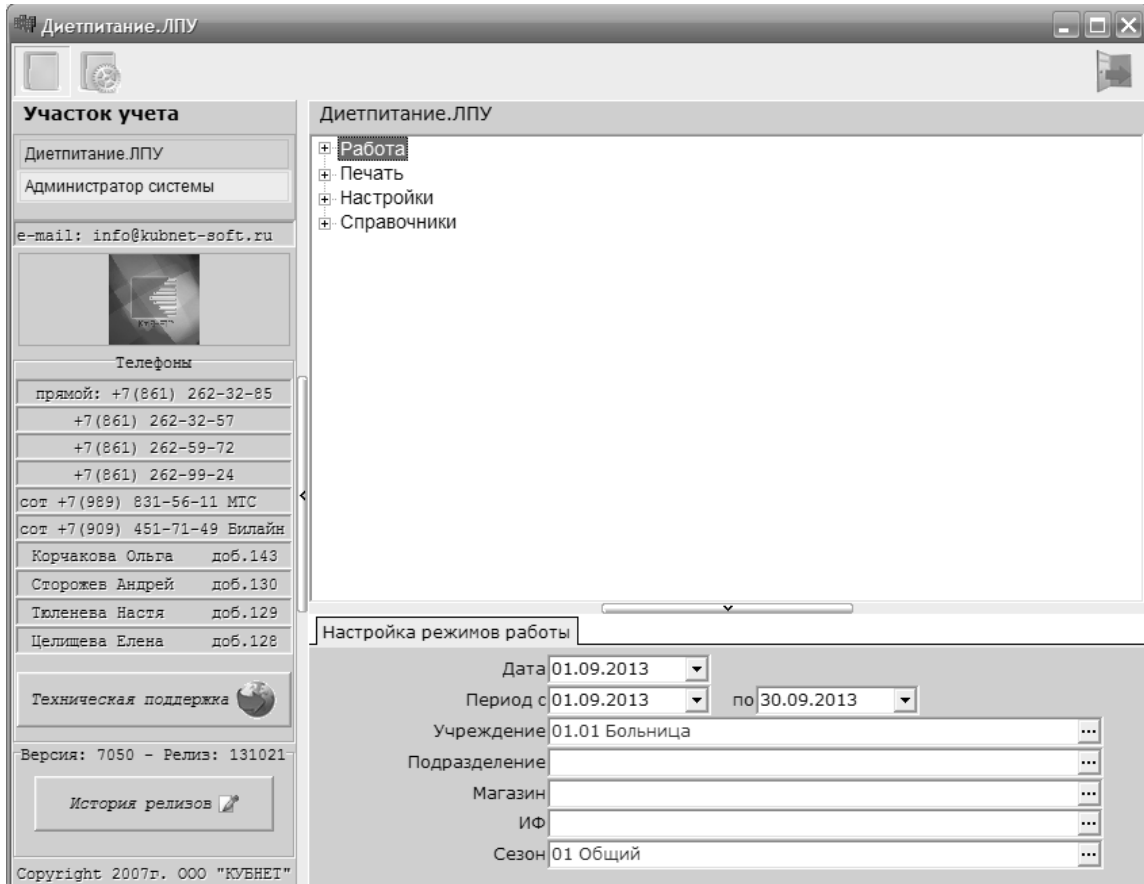 Диетпитание.ЛПУ
Участок учета
Диетпитание.ЛПУ
Администратор системы
e-mail: info@kubnet-soft.ru
Телефоны
прямой: +7(861) 262-32-85
+7(861) 262-32-57
+7(861) 262-59-72
+7(861) 262-99-24
сот +7(989) 831-56-11 МТС
сот +7(909) 451-71-49 Билайн
Корчакова Ольга доб.143
Сторожев Андрей доб.130
Тюленева Настя доб.129
Целищева Елена доб.128
Техническая поддержка
Версия: 7050 - Релиз: 131021
История релизов
Copyright 2007г. ООО "КУБНЕТ"
Диетпитание.ЛПУ
Работа
Печать
Настройки
Справочники
Настройка режимов работы
Дата 01.09.2013
Период с 01.09.2013 по 30.09.2013
Учреждение 01.01 Больница ...
Подразделение ...
Магазин ...
ИФ ...
Сезон 01 Общий ...